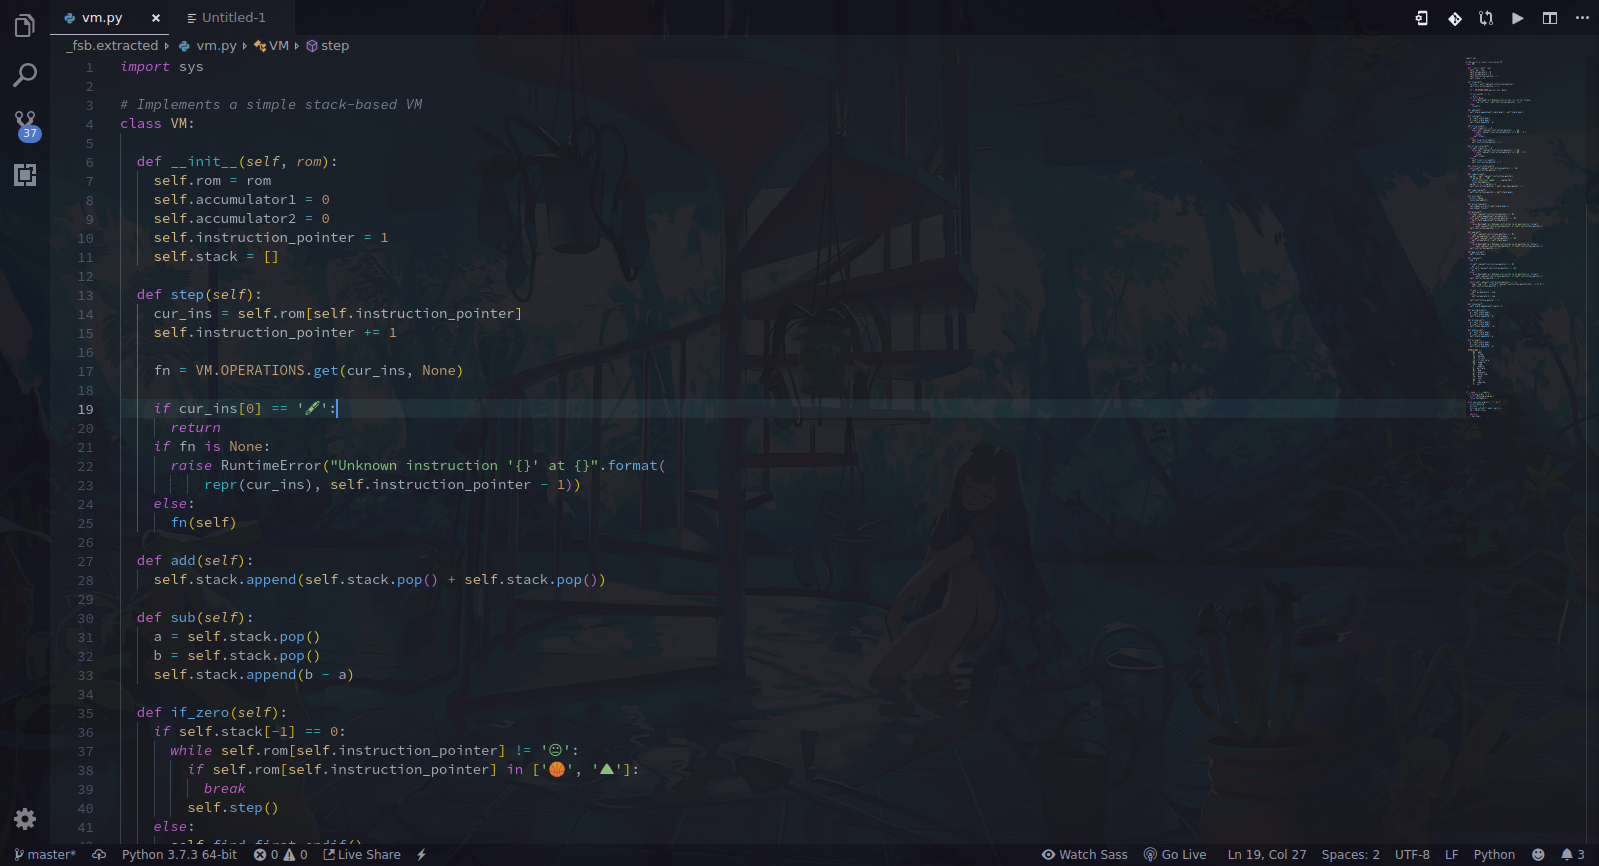 vm.py ×
Untitled-1
_fsb.extracted › vm.py › VM › step
37
1 import sys
2
3 # Implements a simple stack-based VM
4 class VM:
5
6 def __init__(self, rom):
7 self.rom = rom
8 self.accumulator1 = 0
9 self.accumulator2 = 0
10 self.instruction_pointer = 1
11 self.stack = []
12
13 def step(self):
14 cur_ins = self.rom[self.instruction_pointer]
15 self.instruction_pointer += 1
16
17 fn = VM.OPERATIONS.get(cur_ins, None)
18
19 if cur_ins[0] == '🖋':
20 return
21 if fn is None:
22 raise RuntimeError("Unknown instruction '{}' at {}".format(
23 repr(cur_ins), self.instruction_pointer - 1))
24 else:
25 fn(self)
26
27 def add(self):
28 self.stack.append(self.stack.pop() + self.stack.pop())
29
30 def sub(self):
31 a = self.stack.pop()
32 b = self.stack.pop()
33 self.stack.append(b - a)
34
35 def if_zero(self):
36 if self.stack[-1] == 0:
37 while self.rom[self.instruction_pointer] != '😐':
38 if self.rom[self.instruction_pointer] in ['🏀', '⛰']:
39 break
40 self.step()
41 else:
master* Python 3.7.3 64-bit 0 0 Live Share Watch Sass Go Live Ln 19, Col 27 Spaces: 2 UTF-8 LF Python 3